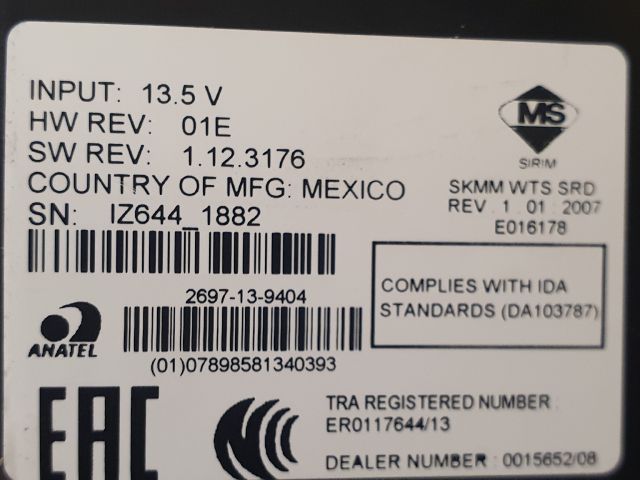 INPUT: 13.5 V
HW REV: 01E
SW REV: 1.12.3176
COUNTRY OF MFG: MEXICO
SN: IZ644_1882
MS
SIRIM
SKMM WTS SRD
REV . 1 . 01 : 2007
E016178
2697-13-9404
ANATEL
(01)07898581340393
COMPLIES WITH IDA
STANDARDS (DA103787)
EAC
TRA REGISTERED NUMBER :
ER0117644/13
DEALER NUMBER : 0015652/08